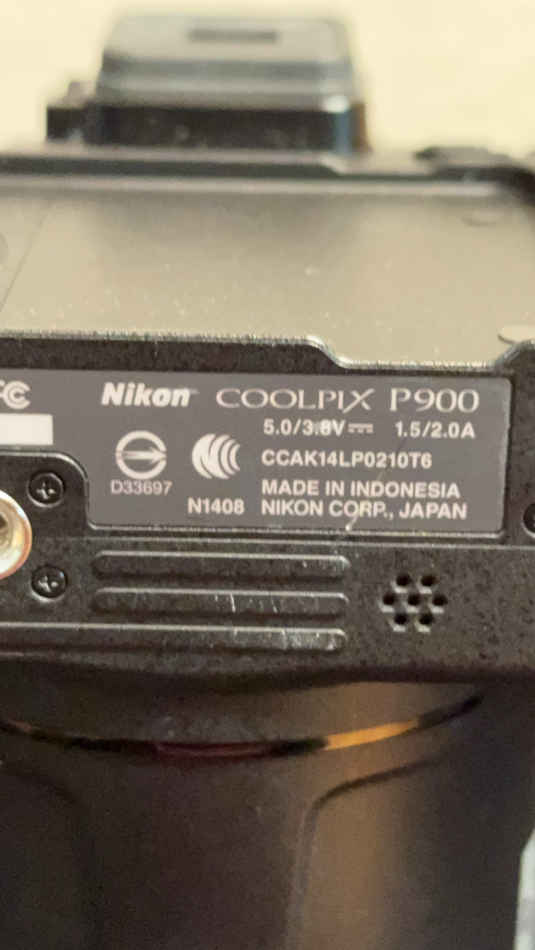 FC
Nikon COOLPIX P900
5.0/3.8V 1.5/2.0A
CCAK14LP0210T6
D33697
MADE IN INDONESIA
N1408 NIKON CORP., JAPAN